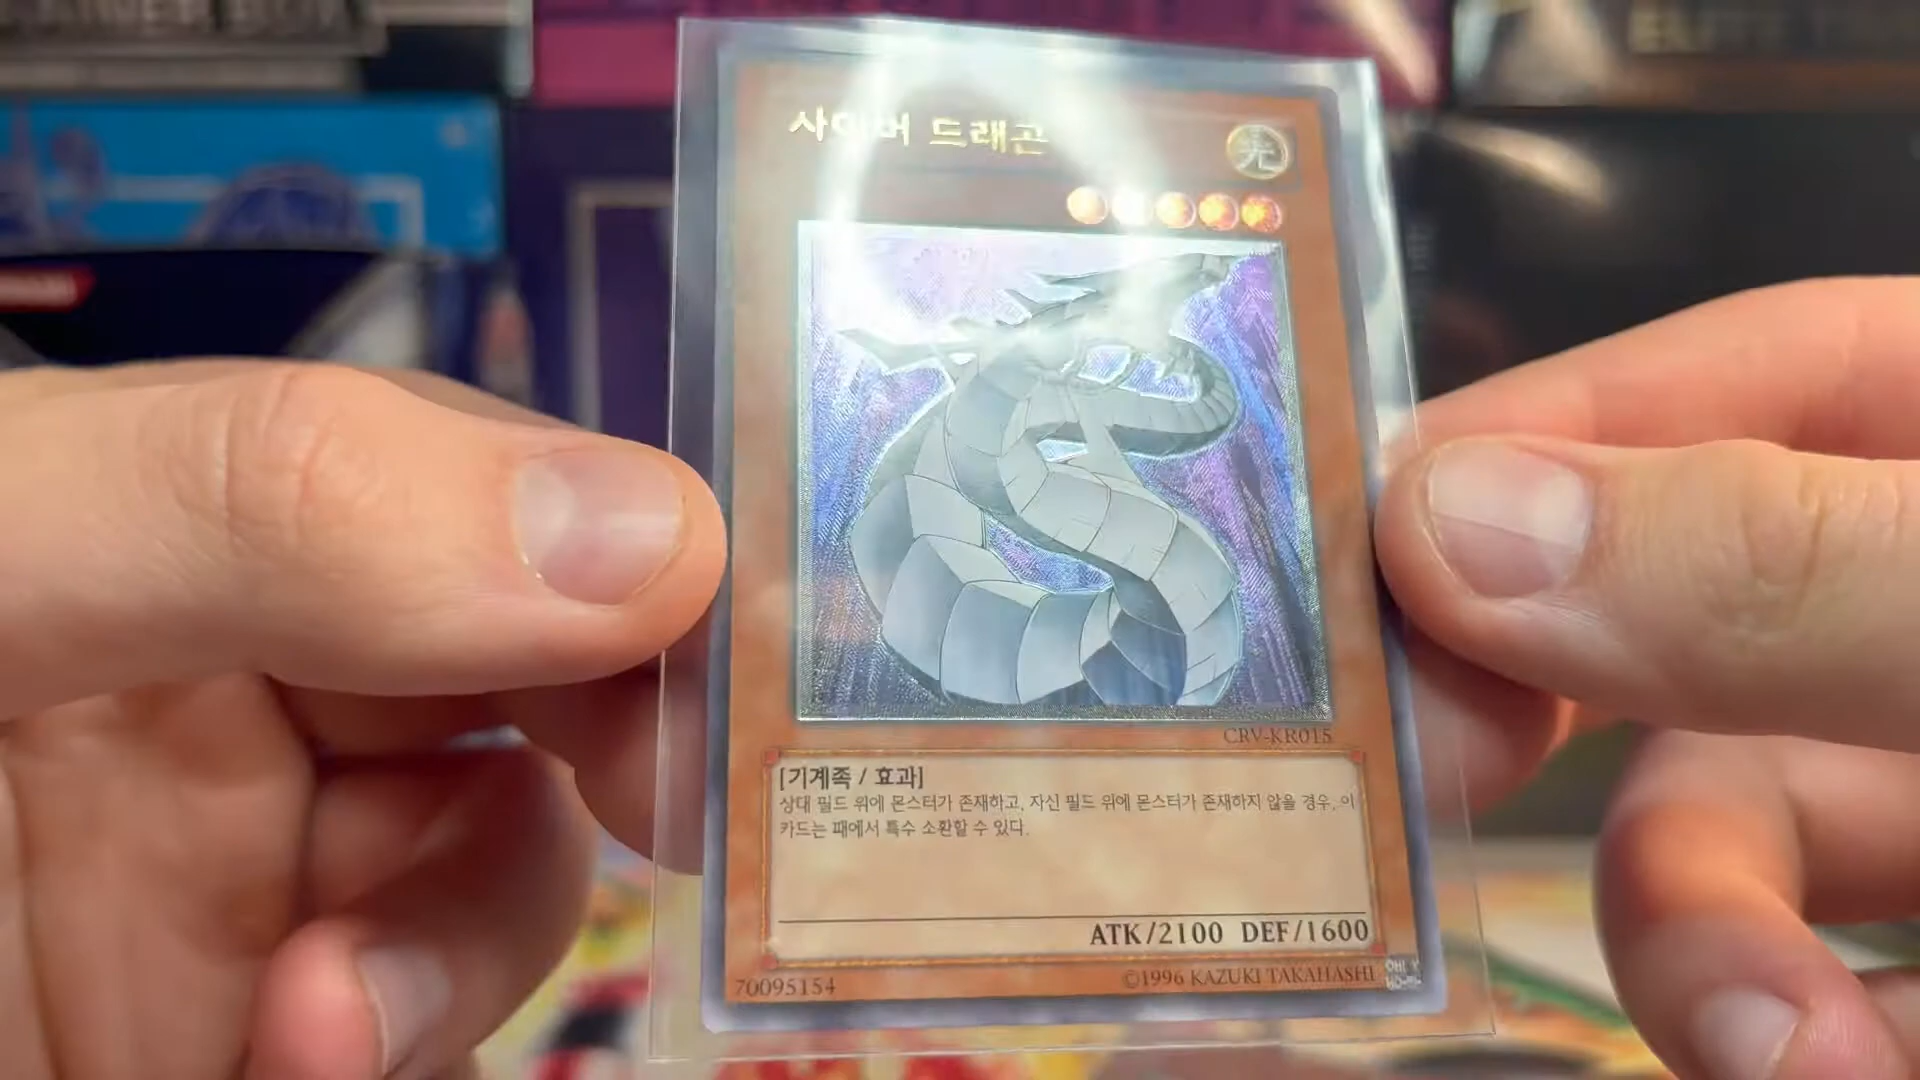 사이버 드래곤
光
CRV-KR015
[기계족 / 효과]
상대 필드 위에 몬스터가 존재하고, 자신 필드 위에 몬스터가 존재하지 않을 경우, 이
카드는 패에서 특수 소환할 수 있다.
ATK/2100 DEF/1600
70095154
©1996 KAZUKI TAKAHASHI